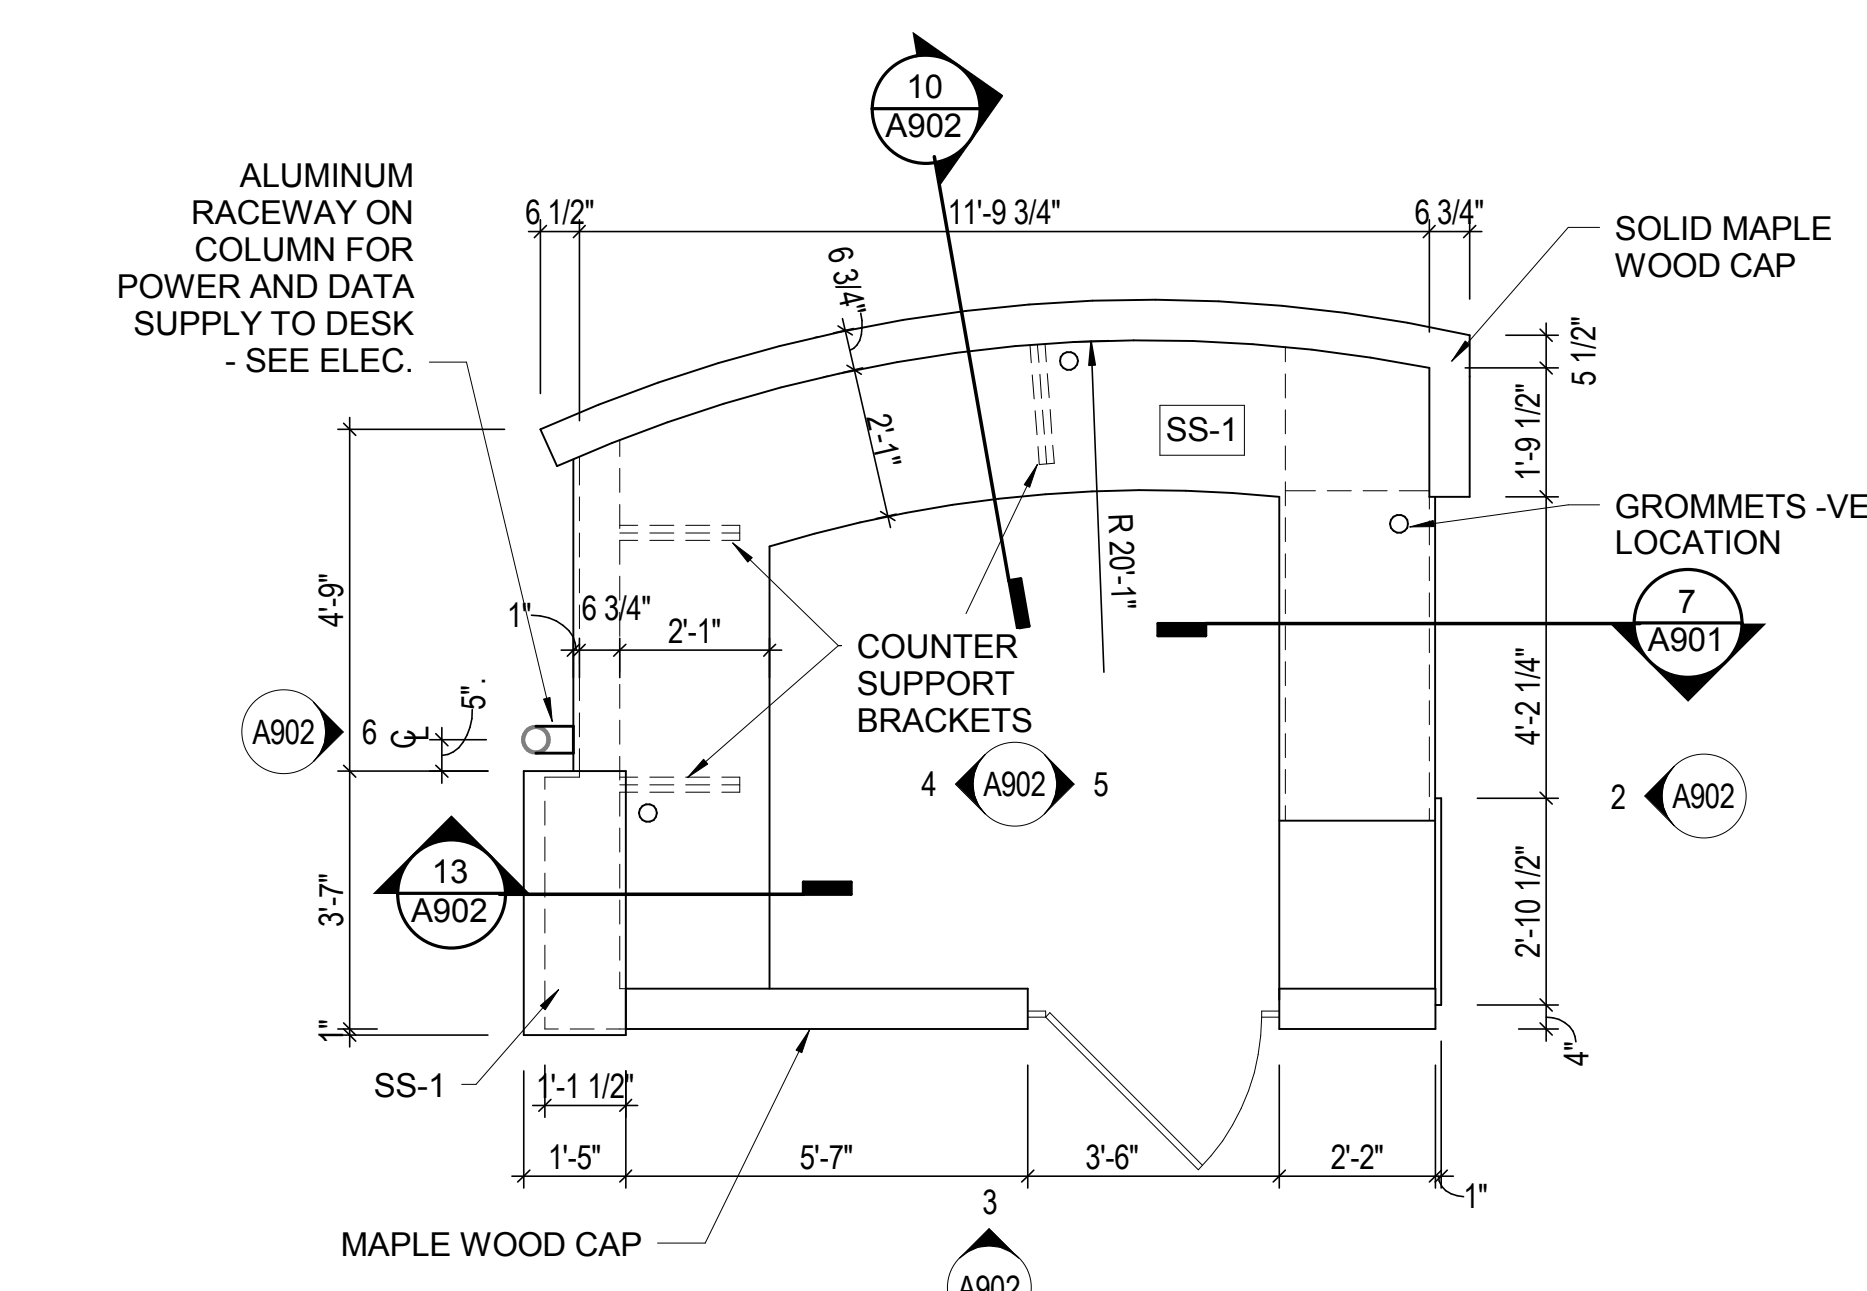 10
A902
ALUMINUM
RACEWAY ON
COLUMN FOR
POWER AND DATA
SUPPLY TO DESK
- SEE ELEC.
6 1/2"
11'-9 3/4"
6 3/4"
SOLID MAPLE
WOOD CAP
6 3/4"
5 1/2"
2'-1"
SS-1
1'-9 1/2"
GROMMETS -VE
LOCATION
R 20'-1"
4'-9"
1"
6 3/4"
2'-1"
7
A901
COUNTER
SUPPORT
BRACKETS
4'-2 1/4"
5".
A902
6
CL
4
A902
5
2
A902
13
A902
3'-7"
2'-10 1/2"
1"
4"
SS-1
1'-1 1/2"
1'-5"
5'-7"
3'-6"
2'-2"
1"
3
MAPLE WOOD CAP
A902